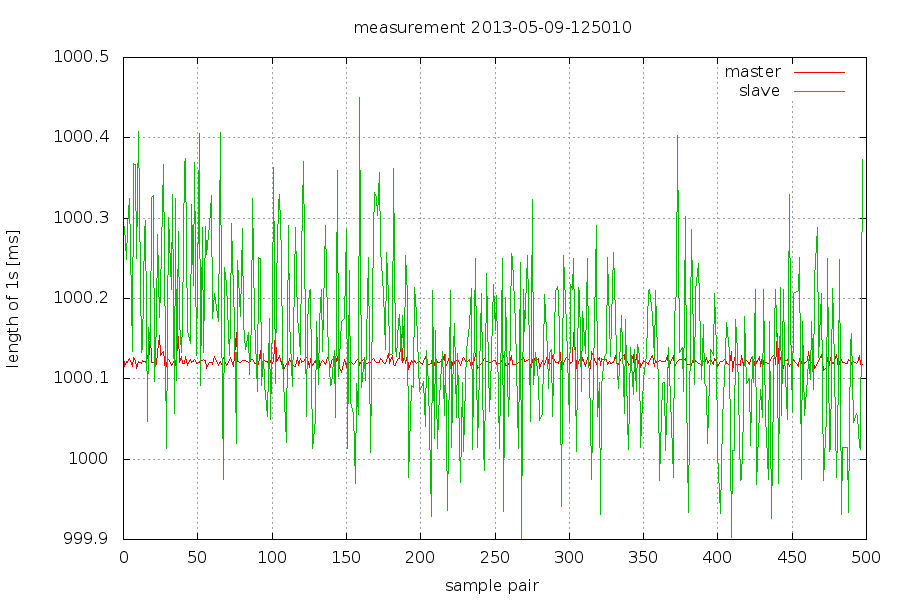 measurement 2013-05-09-125010
master
slave
length of 1s [ms]
1000.5
1000.4
1000.3
1000.2
1000.1
1000
999.9
0 50 100 150 200 250 300 350 400 450 500
sample pair